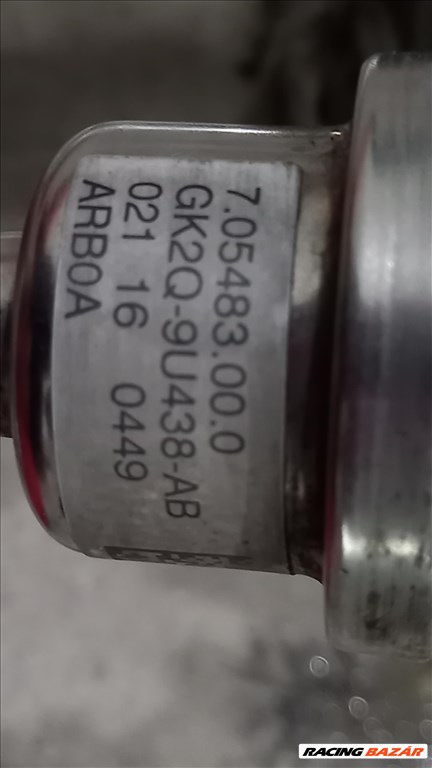 7.05483.00.0
GK2Q-9U438-AB
021 16 0449
ARB0A
RACING BAZÁR